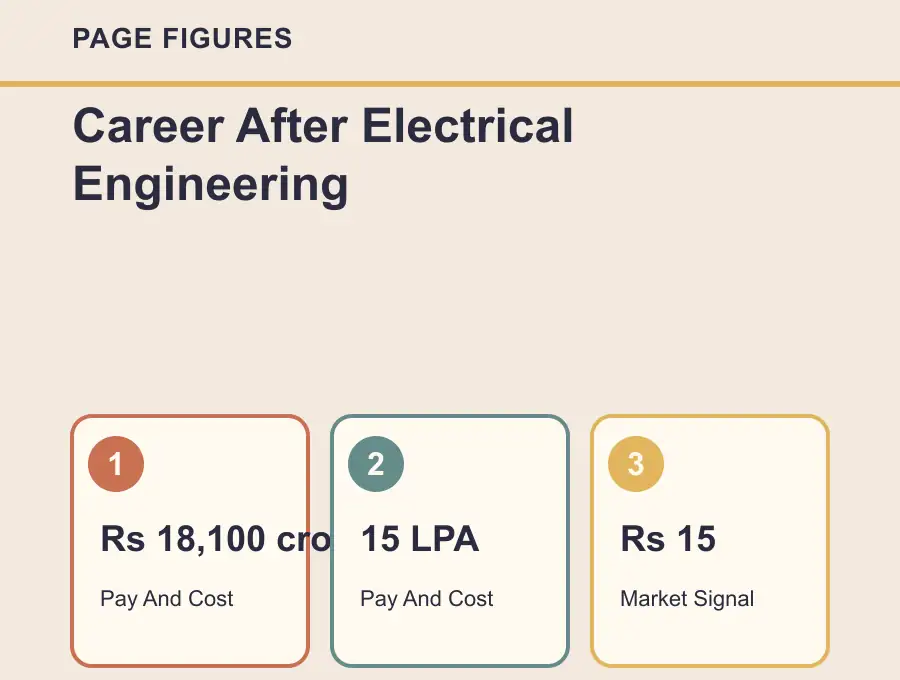 PAGE FIGURES
Career After Electrical
Engineering
1
2
3
Rs 18,100 cro
15 LPA
Rs 15
Pay And Cost
Pay And Cost
Market Signal